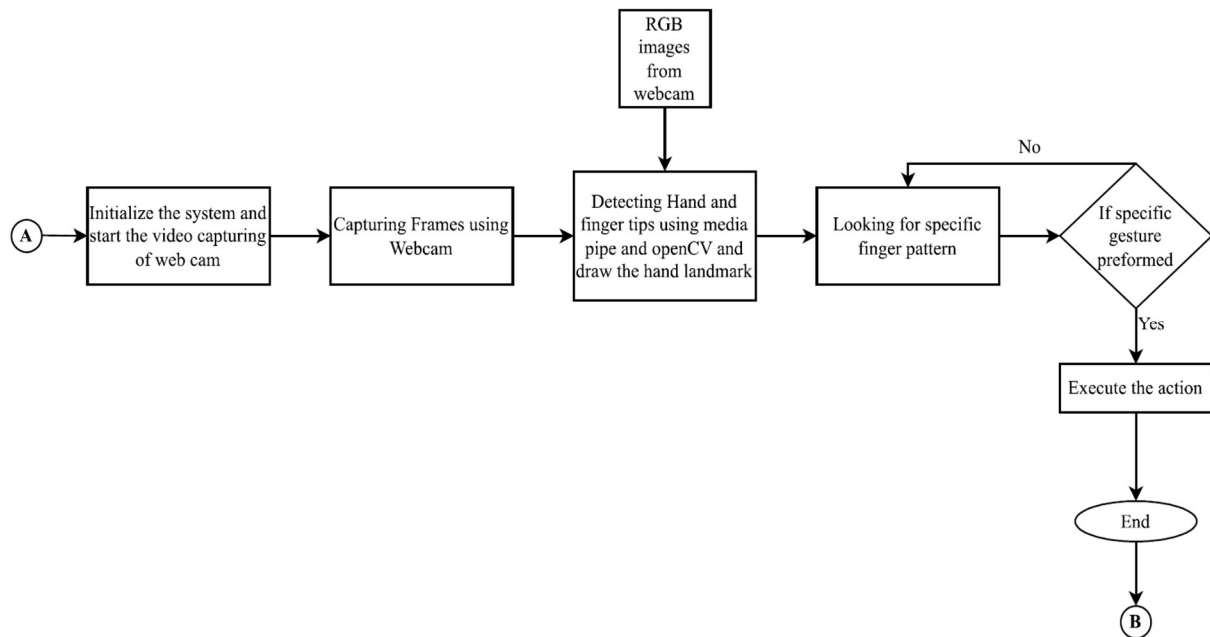 RGB
images
from
webcam
No
A
Initialize the system and
start the video capturing
of web cam
Capturing Frames using
Webcam
Detecting Hand and
finger tips using media
pipe and openCV and
draw the hand landmark
Looking for specific
finger pattern
If specific
gesture
preformed
Yes
Execute the action
End
B